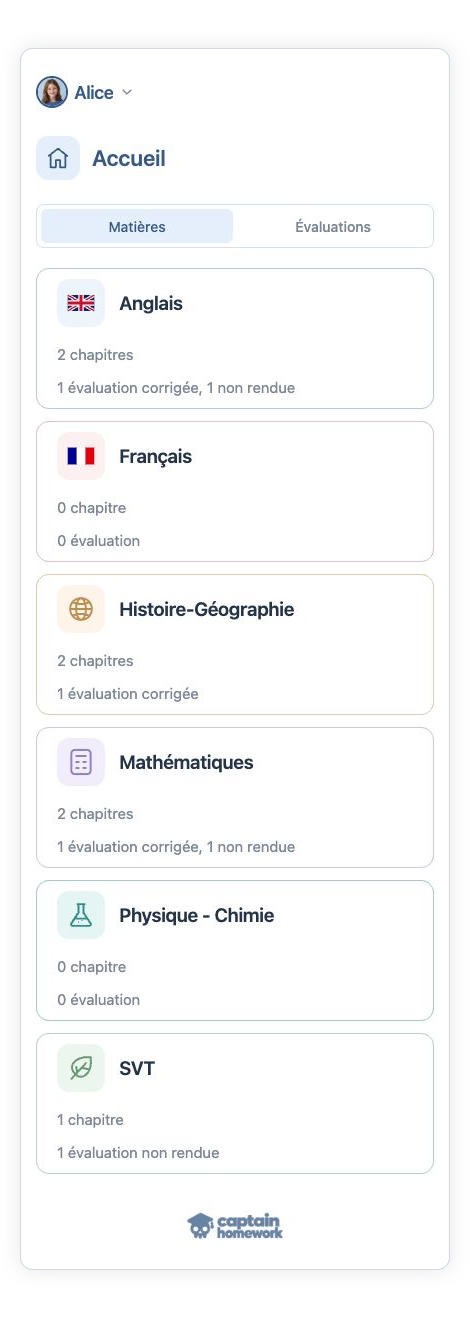 Alice
Accueil
Matières
Évaluations
Anglais
2 chapitres
1 évaluation corrigée, 1 non rendue
Français
0 chapitre
0 évaluation
Histoire-Géographie
2 chapitres
1 évaluation corrigée
Mathématiques
2 chapitres
1 évaluation corrigée, 1 non rendue
Physique - Chimie
0 chapitre
0 évaluation
SVT
1 chapitre
1 évaluation non rendue
captain
homework